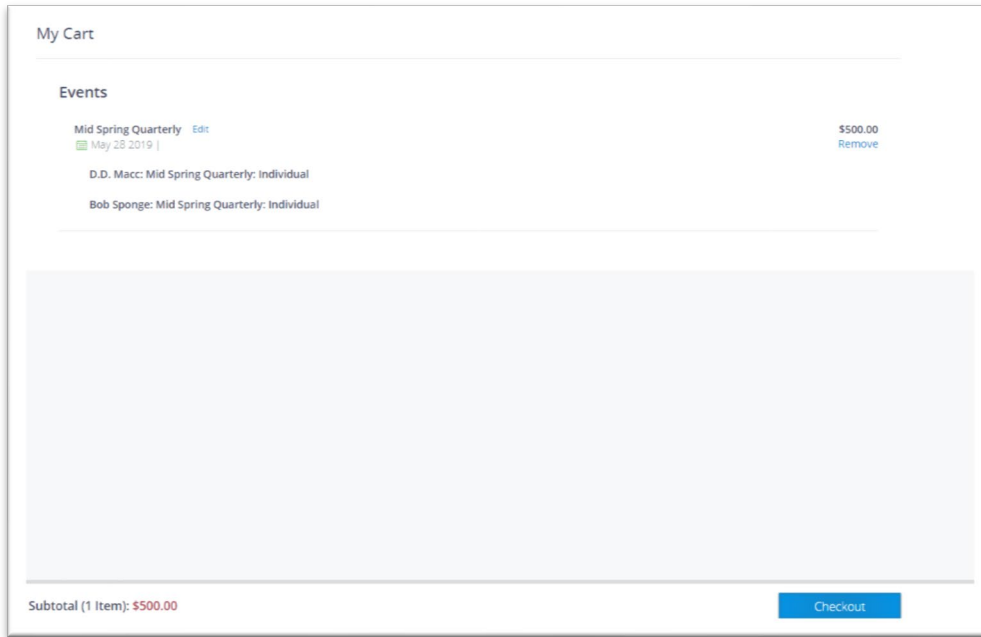 My Cart
Events
Mid Spring Quarterly Edit $500.00
May 28 2019 | Remove
D.D. Macc: Mid Spring Quarterly: Individual
Bob Sponge: Mid Spring Quarterly: Individual
Subtotal (1 Item): $500.00 Checkout